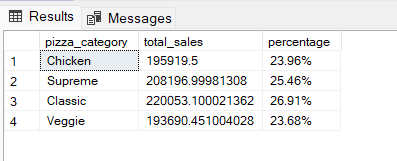 Results Messages
pizza_category total_sales percentage
1 Chicken 195919.5 23.96%
2 Supreme 208196.99981308 25.46%
3 Classic 220053.100021362 26.91%
4 Veggie 193690.451004028 23.68%